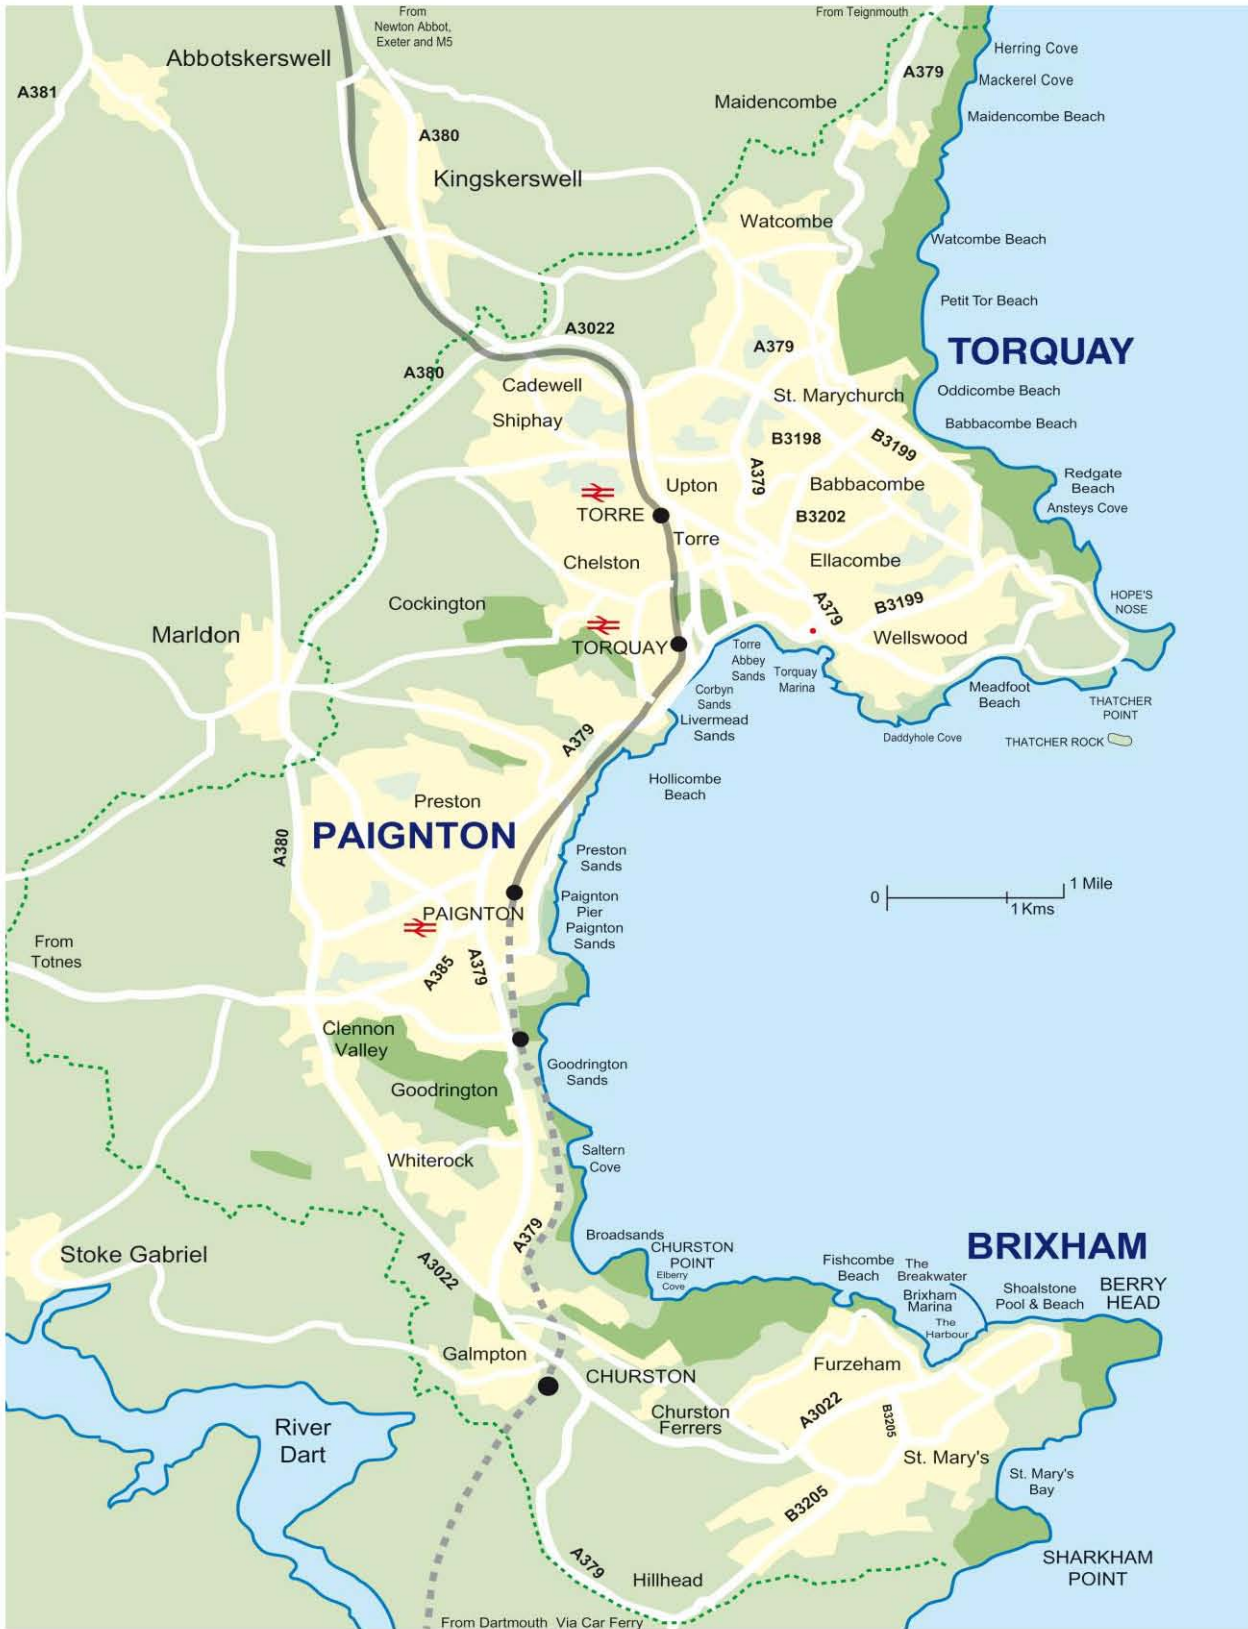 From
Newton Abbot,
Exeter and M5
From Teignmouth
Herring Cove
Abbotskerswell
A379
Mackerel Cove
A381
Maidencombe
Maidencombe Beach
A380
Kingskerswell
Watcombe
Watcombe Beach
Petit Tor Beach
A3022
A379
TORQUAY
A380
Cadewell
St. Marychurch
Oddicombe Beach
Shiphay
Babbacombe Beach
B3198
B3199
A379
Upton
Babbacombe
Redgate
Beach
Ansteys Cove
TORRE
B3202
Torre
Chelston
Ellacombe
Cockington
A379
B3199
HOPE'S
NOSE
Marldon
TORQUAY
Wellswood
Torre
Abbey
Sands
Torquay
Marina
Corbyn
Sands
Livermead
Sands
Meadfoot
Beach
THATCHER
POINT
A379
Daddyhole Cove
THATCHER ROCK
Hollicombe
Beach
Preston
PAIGNTON
A380
Preston
Sands
0
1 Mile
1 Kms
Paignton
Pier
Paignton
Sands
PAIGNTON
From
Totnes
A385
A379
Clennon
Valley
Goodrington
Sands
Goodrington
Saltern
Cove
Whiterock
A379
Broadsands
CHURSTON
POINT
Elberry
Cove
BRIXHAM
Stoke Gabriel
A3022
Fishcombe
Beach
The
Breakwater
Brixham
Marina
The
Harbour
Shoalstone
Pool & Beach
BERRY
HEAD
Galmpton
Furzeham
CHURSTON
Churston
Ferrers
A3022
B3205
River
Dart
St. Mary's
St. Mary's
Bay
B3205
A379
Hillhead
SHARKHAM
POINT
From Dartmouth Via Car Ferry